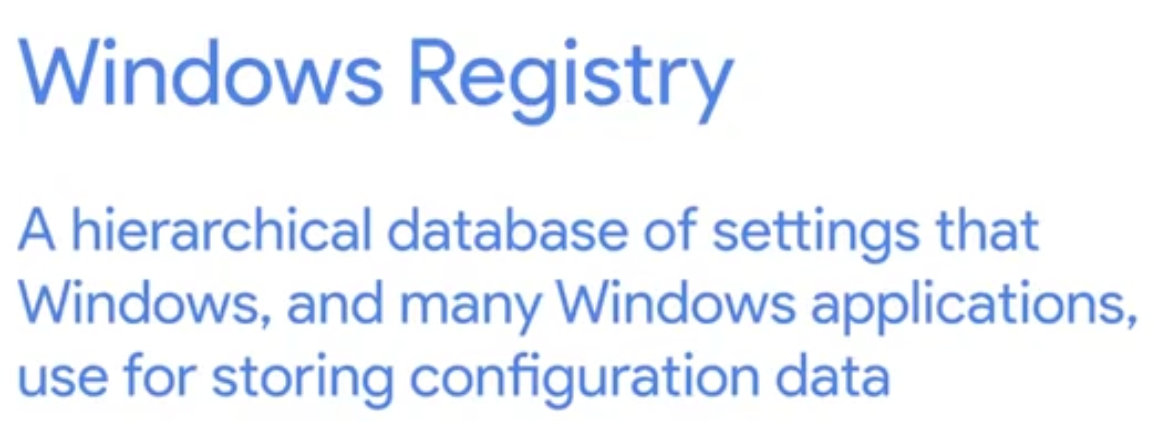 Windows Registry
A hierarchical database of settings that
Windows, and many Windows applications,
use for storing configuration data